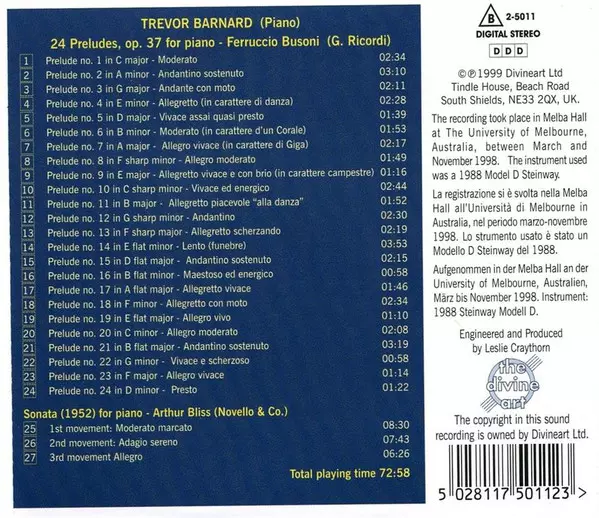 TREVOR BARNARD (Piano)
24 Preludes, op. 37 for piano - Ferruccio Busoni (G. Ricordi)
1 Prelude no. 1 in C major - Moderato 02:34
2 Prelude no. 2 in A minor - Andantino sostenuto 03:10
3 Prelude no. 3 in G major - Andante con moto 02:11
4 Prelude no. 4 in E minor - Allegretto (in carattere di danza) 02:28
5 Prelude no. 5 in D major - Vivace assai quasi presto 01:39
6 Prelude no. 6 in B minor - Moderato (in carattere d'un Corale) 01:53
7 Prelude no. 7 in A major - Allegro vivace (in carattere di Giga) 02:17
8 Prelude no. 8 in F sharp minor - Allegro moderato 01:49
9 Prelude no. 9 in E major - Allegretto vivace e con brio (in carattere campestre) 01:16
10 Prelude no. 10 in C sharp minor - Vivace ed energico 02:44
11 Prelude no. 11 in B major - Allegretto piacevole "alla danza" 01:52
12 Prelude no. 12 in G sharp minor - Andantino 02:30
13 Prelude no. 13 in F sharp major - Allegretto scherzando 02:19
14 Prelude no. 14 in E flat minor - Lento (funebre) 03:53
15 Prelude no. 15 in D flat major - Andantino sostenuto 02:15
16 Prelude no. 16 in B flat minor - Maestoso ed energico 00:58
17 Prelude no. 17 in A flat major - Allegretto vivace 01:46
18 Prelude no. 18 in F minor - Allegretto con moto 02:34
19 Prelude no. 19 in E flat major - Allegro vivo 01:10
20 Prelude no. 20 in C minor - Allegro moderato 02:08
21 Prelude no. 21 in B flat major - Andantino sostenuto 03:19
22 Prelude no. 22 in G minor - Vivace e scherzoso 00:58
23 Prelude no. 23 in F major - Allegro vivace 01:14
24 Prelude no. 24 in D minor - Presto 01:22
Sonata (1952) for piano - Arthur Bliss (Novello & Co.)
25 1st movement: Moderato marcato 08:30
26 2nd movement: Adagio sereno 07:43
27 3rd movement Allegro 06:26
Total playing time 72:58
B 2-5011
DIGITAL STEREO
D D D
©℗1999 Divineart Ltd
Tindle House, Beach Road
South Shields, NE33 2QX, UK.
The recording took place in Melba Hall
at The University of Melbourne,
Australia, between March and
November 1998. The instrument used
was a 1988 Model D Steinway.
La registrazione si è svolta nella Melba
Hall all'Università di Melbourne in
Australia, nel periodo marzo-novembre
1998. Lo strumento usato è stato un
Modello D Steinway del 1988.
Aufgenommen in der Melba Hall an der
University of Melbourne, Australien,
März bis November 1998. Instrument:
1988 Steinway Modell D.
Engineered and Produced
by Leslie Craythorn
the
divine
art
The copyright in this sound
recording is owned by Divineart Ltd.
5 028117 501123 >